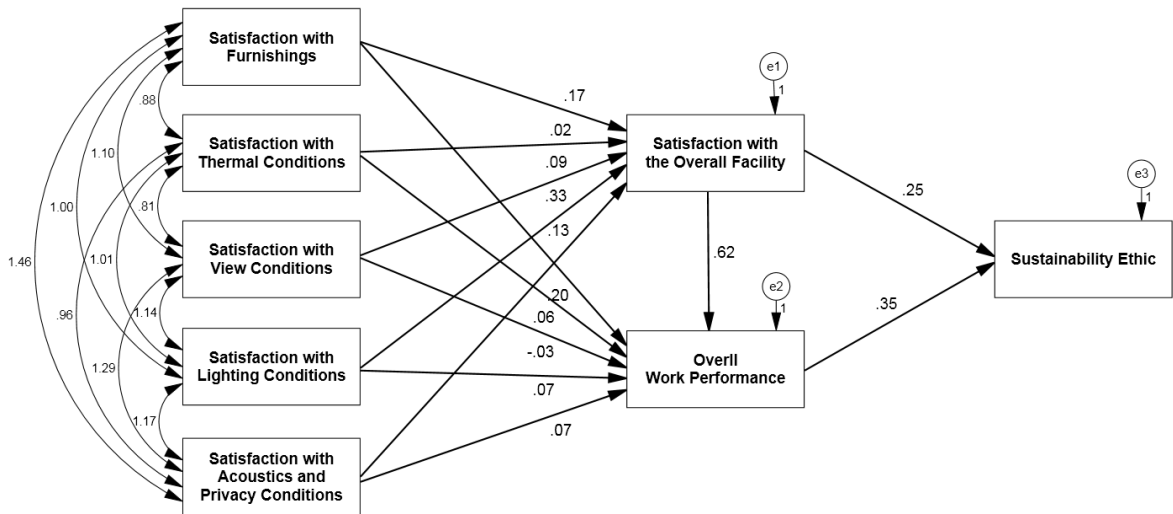 Satisfaction with
Furnishings
Satisfaction with
Thermal Conditions
Satisfaction with
View Conditions
Satisfaction with
Lighting Conditions
Satisfaction with
Acoustics and
Privacy Conditions
.88
1.10
.81
1.00
1.46
1.01
.96
1.14
1.29
1.17
.17
.02
.09
.33
.13
.20
.06
-.03
.07
.07
e1
1
Satisfaction with
the Overall Facility
.62
e2
1
Overll
Work Performance
.25
.35
e3
1
Sustainability Ethic